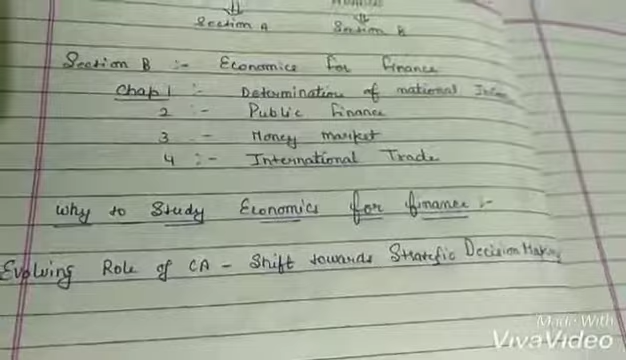 Section A Section B
Section B :- Economics for Finance
Chap 1 :- Determination of national
2 :- Public finance
3 :- Money market
4 :- International Trade
Why to Study Economics for finance :-
Evolving Role of CA - Shift towards Strategic Decision Making
Made With
VivaVideo